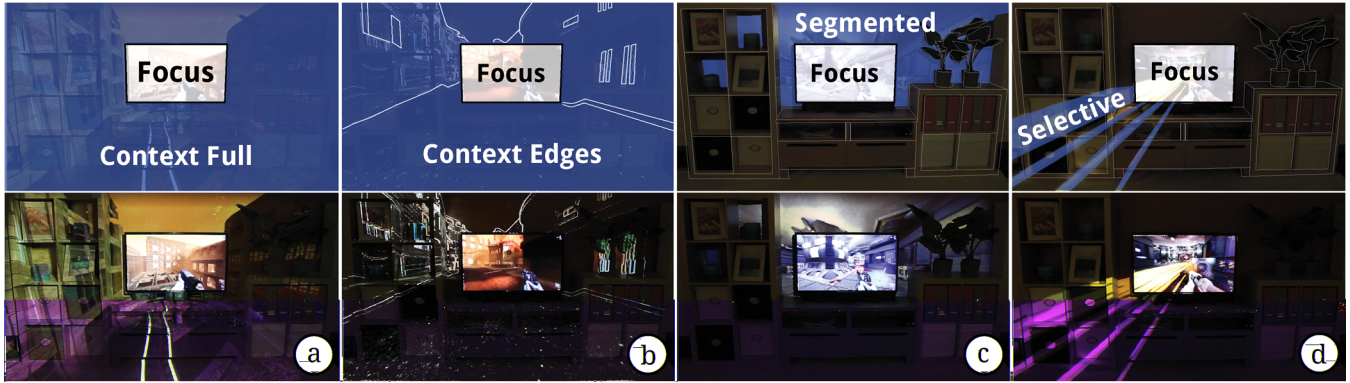 Focus
Context Full
Focus
Context Edges
Segmented
Focus
Focus
Selective
a
b
c
d